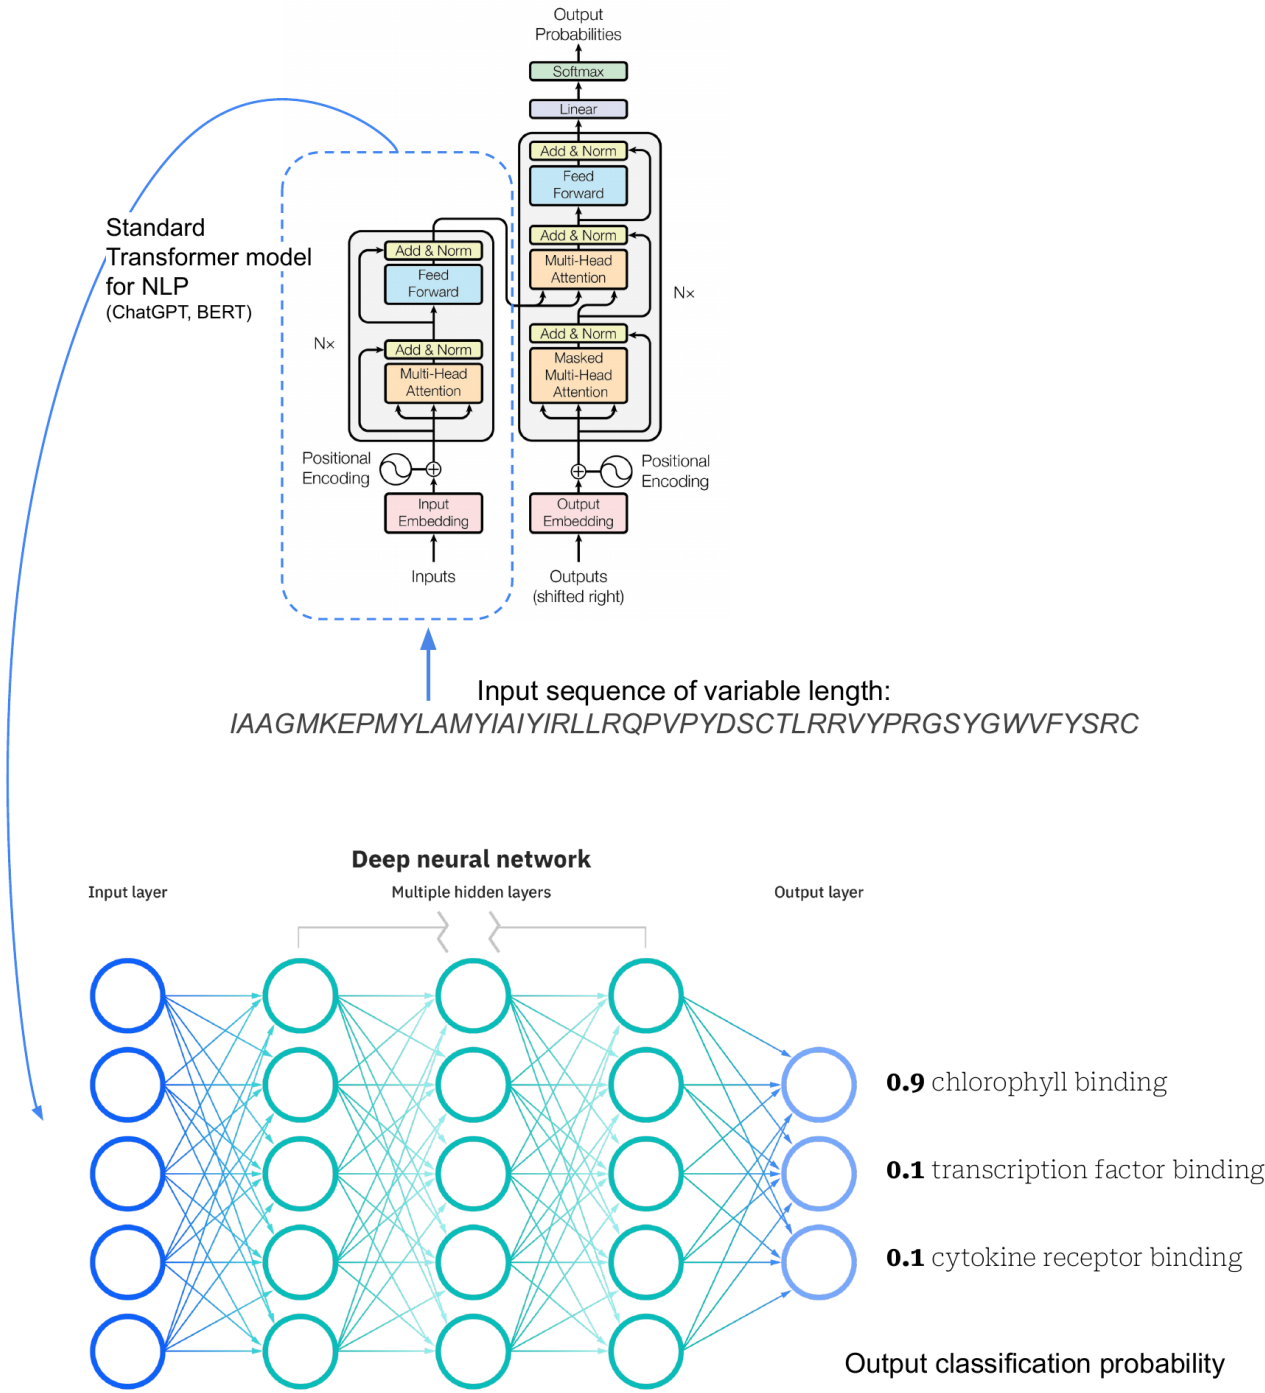 Output
Probabilities
Softmax
Linear
Add & Norm
Feed
Forward
Add & Norm
Multi-Head
Attention
Add & Norm
Masked
Multi-Head
Attention
N×
Positional
Encoding
Output
Embedding
Outputs
(shifted right)
Standard
Transformer model
for NLP
(ChatGPT, BERT)
Add & Norm
Feed
Forward
N×
Add & Norm
Multi-Head
Attention
Positional
Encoding
Input
Embedding
Inputs
Input sequence of variable length:
IAAGMKEPMYLAMYIAIYIRLLRQPVPYDSCTLRRVYPRGSYGWVFYSRC
Deep neural network
Input layer
Multiple hidden layers
Output layer
0.9 chlorophyll binding
0.1 transcription factor binding
0.1 cytokine receptor binding
Output classification probability